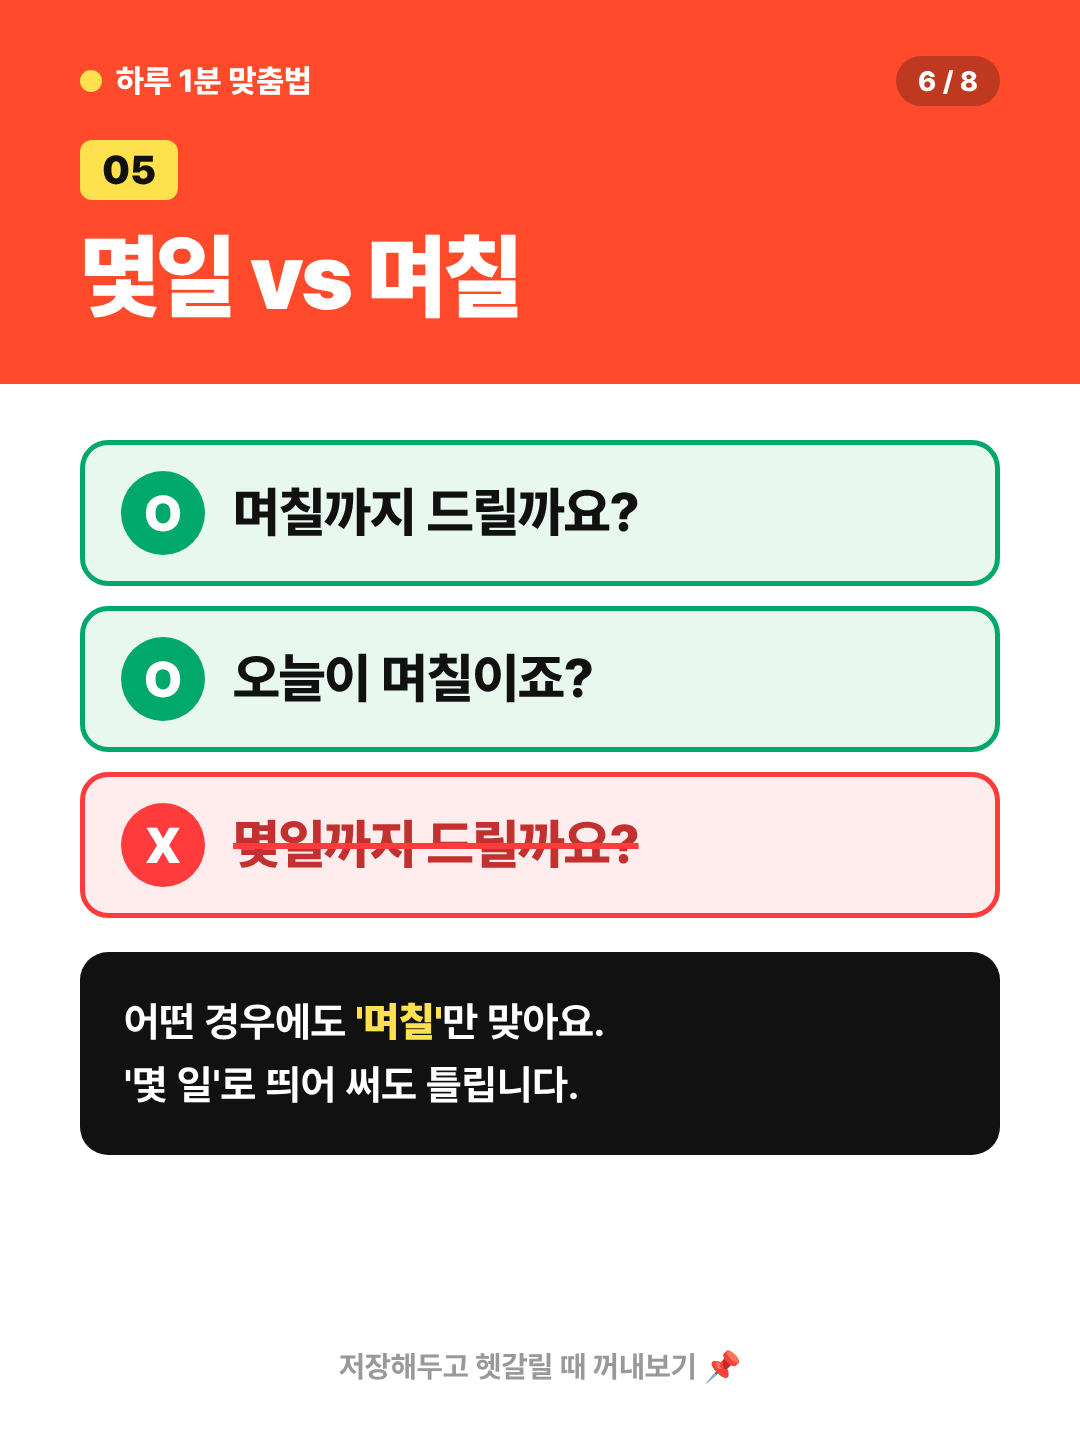 하루 1분 맞춤법
6 / 8
05
몇일 vs 며칠
O 며칠까지 드릴까요?
O 오늘이 며칠이죠?
X 몇일까지 드릴까요?
어떤 경우에도 '며칠'만 맞아요.
'몇 일'로 띄어 써도 틀립니다.
저장해두고 헷갈릴 때 꺼내보기 📌